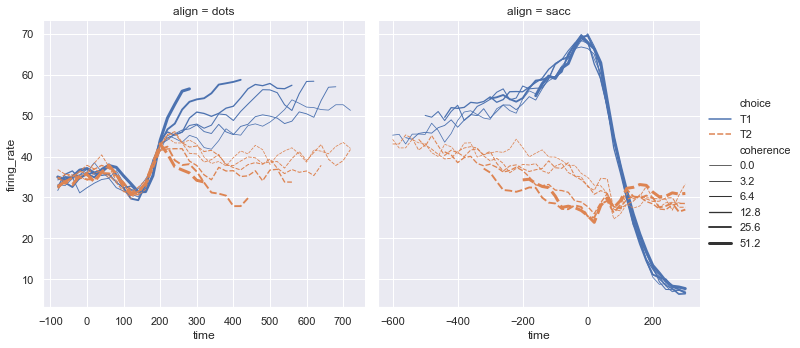 align = dots
align = sacc
70
60
50
40
30
20
10
firing_rate
−100 0 100 200 300 400 500 600 700
time
−600 −400 −200 0 200
time
choice
T1
T2
coherence
0.0
3.2
6.4
12.8
25.6
51.2